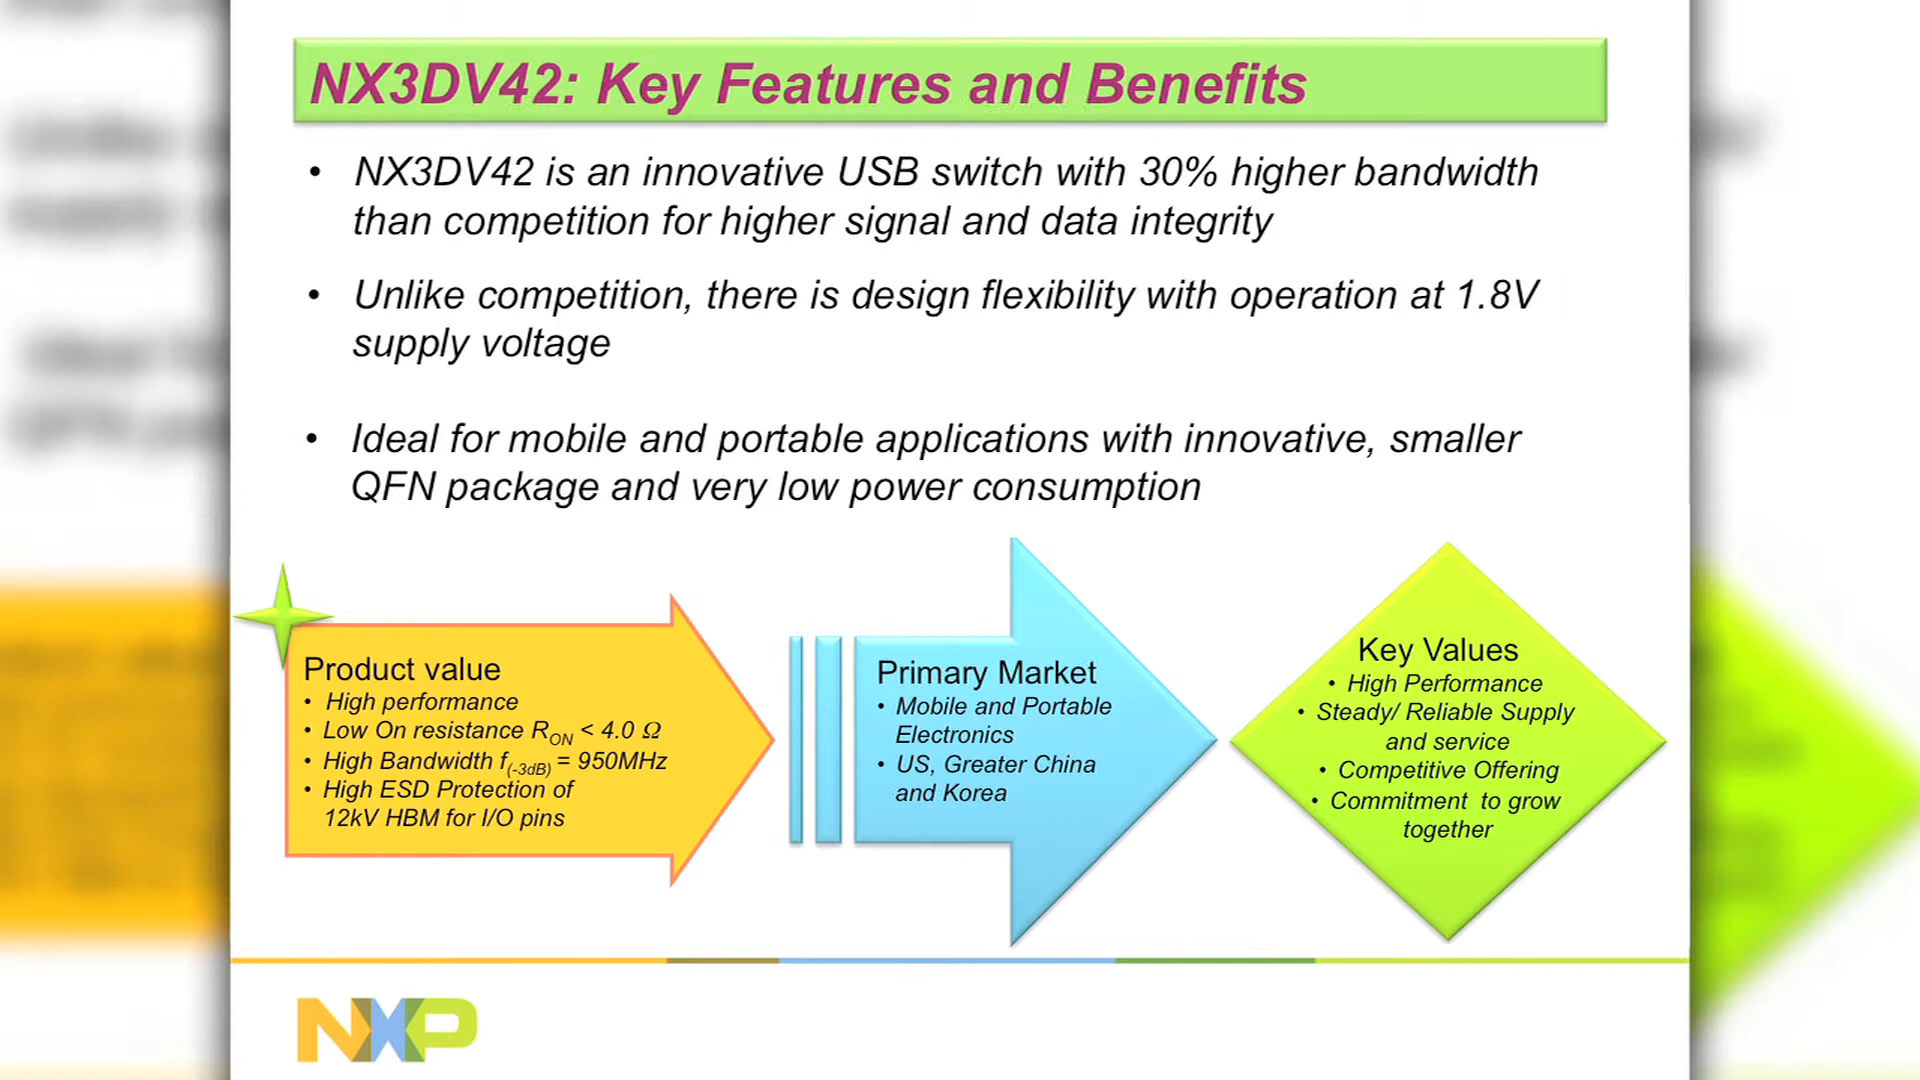 NX3DV42: Key Features and Benefits
• NX3DV42 is an innovative USB switch with 30% higher bandwidth
than competition for higher signal and data integrity
• Unlike competition, there is design flexibility with operation at 1.8V
supply voltage
• Ideal for mobile and portable applications with innovative, smaller
QFN package and very low power consumption
Product value
• High performance
• Low On resistance RON < 4.0 Ω
• High Bandwidth f(-3dB) = 950MHz
• High ESD Protection of
12kV HBM for I/O pins
Primary Market
• Mobile and Portable
Electronics
• US, Greater China
and Korea
Key Values
• High Performance
• Steady/ Reliable Supply
and service
• Competitive Offering
• Commitment to grow
together
NXP